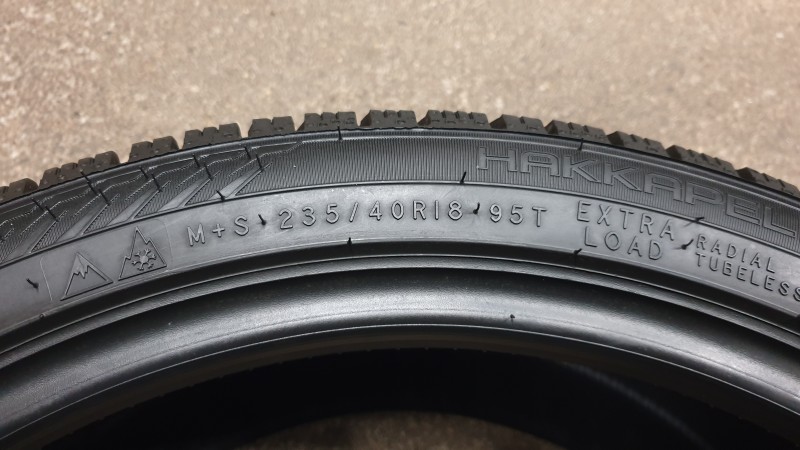 HAKKAPEL
M+S 235/40R18 95T
EXTRA LOAD
RADIAL
TUBELESS